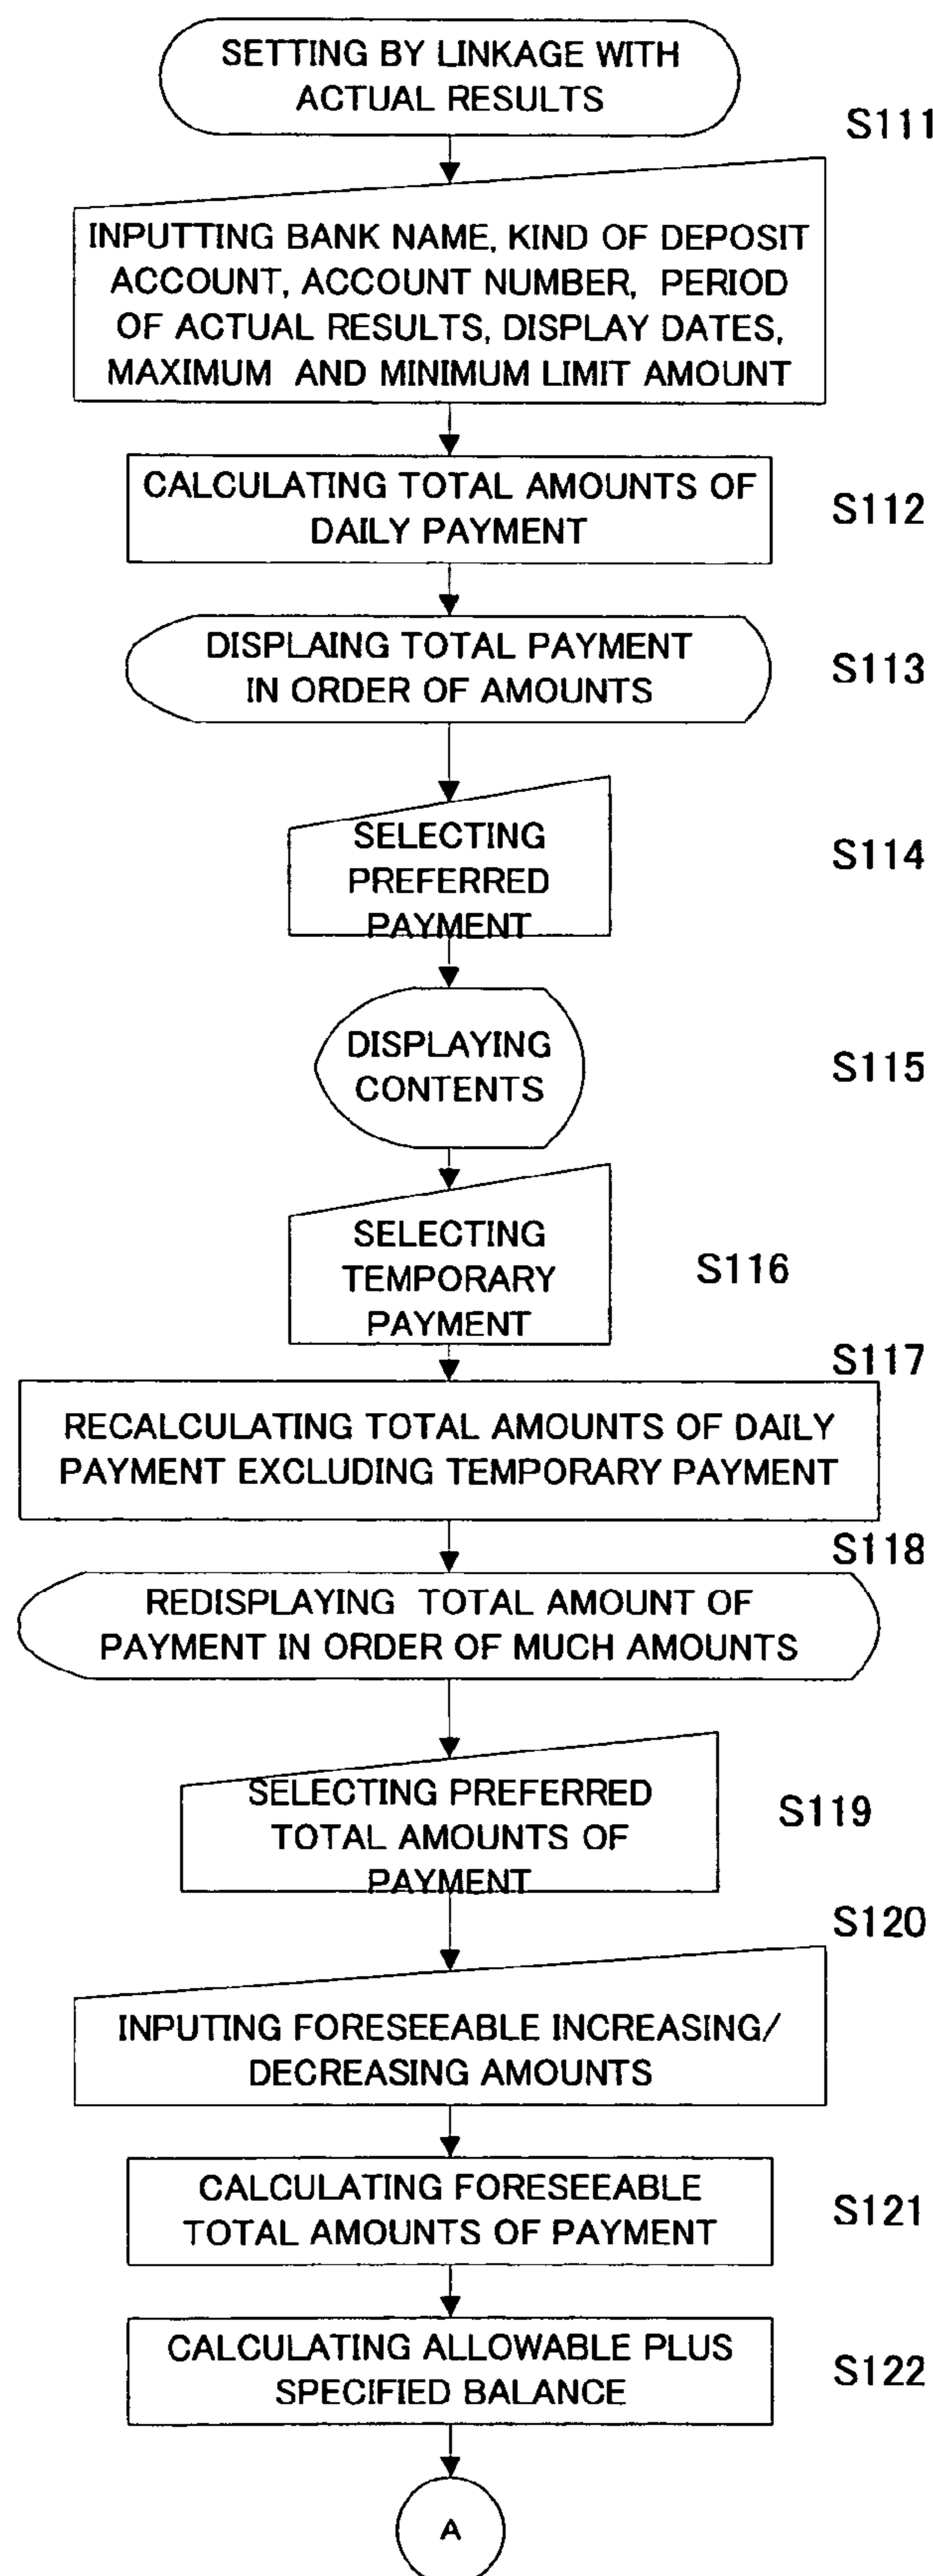 SETTING BY LINKAGE WITH
ACTUAL RESULTS
S111
INPUTTING BANK NAME, KIND OF DEPOSIT
ACCOUNT, ACCOUNT NUMBER, PERIOD
OF ACTUAL RESULTS, DISPLAY DATES,
MAXIMUM AND MINIMUM LIMIT AMOUNT
CALCULATING TOTAL AMOUNTS OF
DAILY PAYMENT
S112
DISPLAING TOTAL PAYMENT
IN ORDER OF AMOUNTS
S113
SELECTING
PREFERRED
PAYMENT
S114
DISPLAYING
CONTENTS
S115
SELECTING
TEMPORARY
PAYMENT
S116
S117
RECALCULATING TOTAL AMOUNTS OF DAILY
PAYMENT EXCLUDING TEMPORARY PAYMENT
S118
REDISPLAYING TOTAL AMOUNT OF
PAYMENT IN ORDER OF MUCH AMOUNTS
SELECTING PREFERRED
TOTAL AMOUNTS OF
PAYMENT
S119
S120
INPUTING FORESEEABLE INCREASING/
DECREASING AMOUNTS
CALCULATING FORESEEABLE
TOTAL AMOUNTS OF PAYMENT
S121
CALCULATING ALLOWABLE PLUS
SPECIFIED BALANCE
S122
A